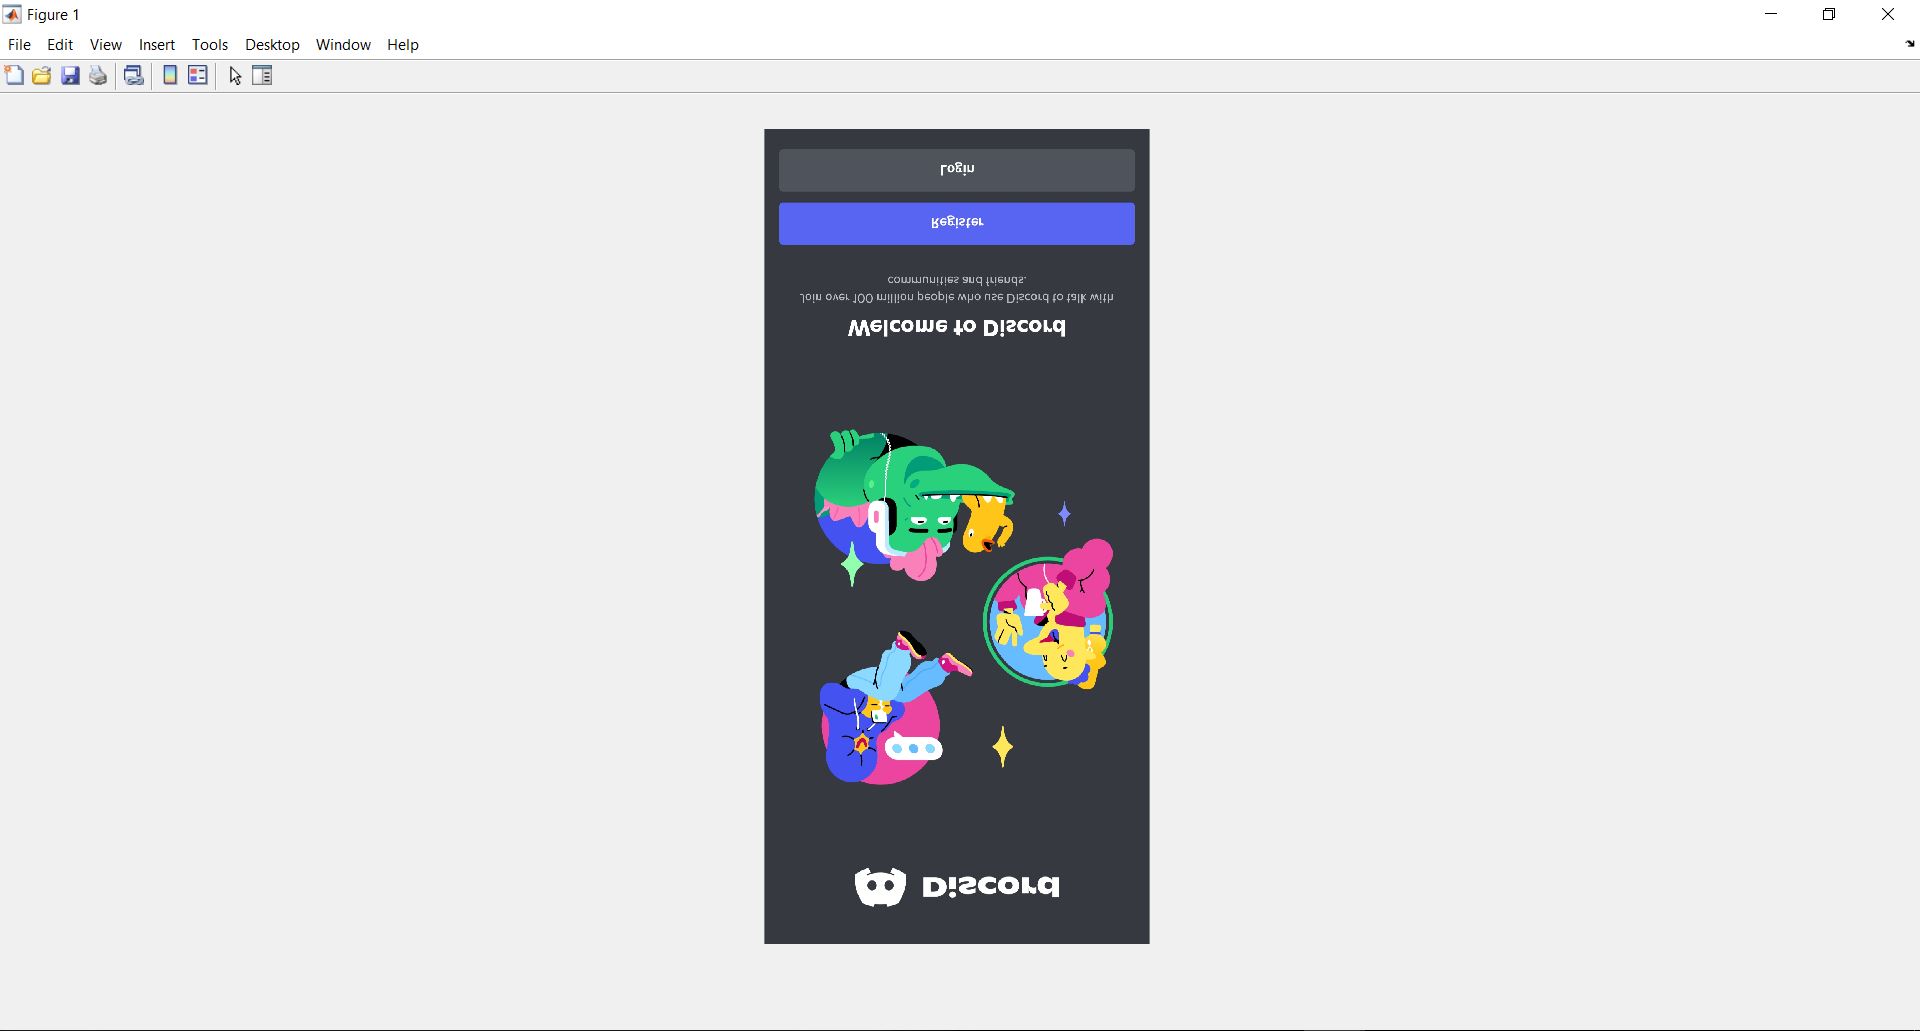 Figure 1
File Edit View Insert Tools Desktop Window Help
Login
Register
communities and friends.
Join over 100 million people who use Discord to talk with
Welcome to Discord
Discord